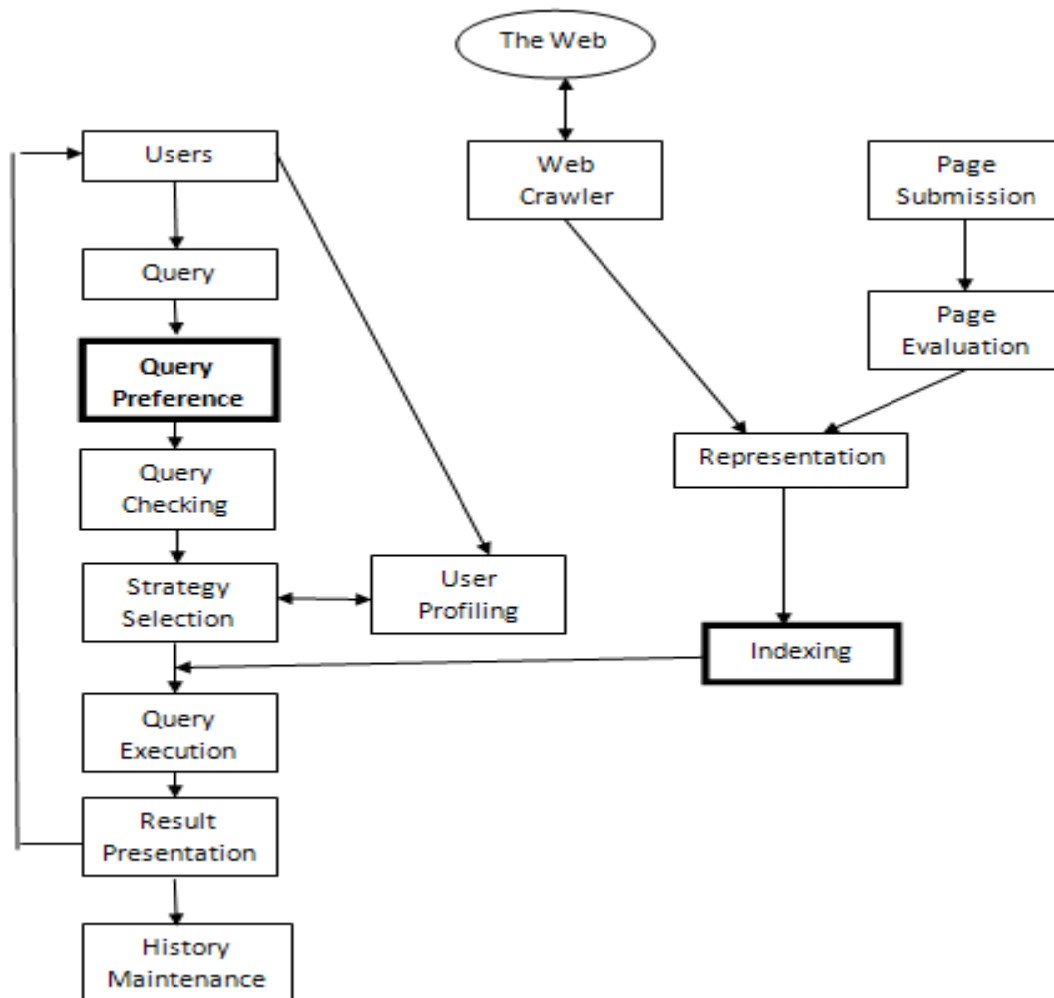 The Web
Users
Web
Crawler
Page
Submission
Query
Page
Evaluation
Query
Preference
Representation
Query
Checking
Strategy
Selection
User
Profiling
Indexing
Query
Execution
Result
Presentation
History
Maintenance